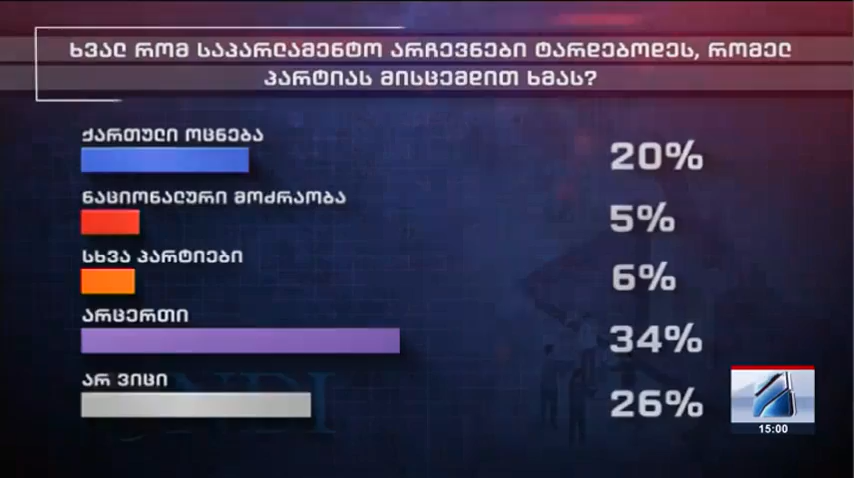 ხვალ რომ საპარლამენტო არჩევნები ტარდებოდეს, რომელ
პარტიას მისცემდით ხმას?
ქართული ოცნება
20%
ნაციონალური მოძრაობა
5%
სხვა პარტიები
6%
არცერთი
34%
არ ვიცი
26%
NDI
15:00